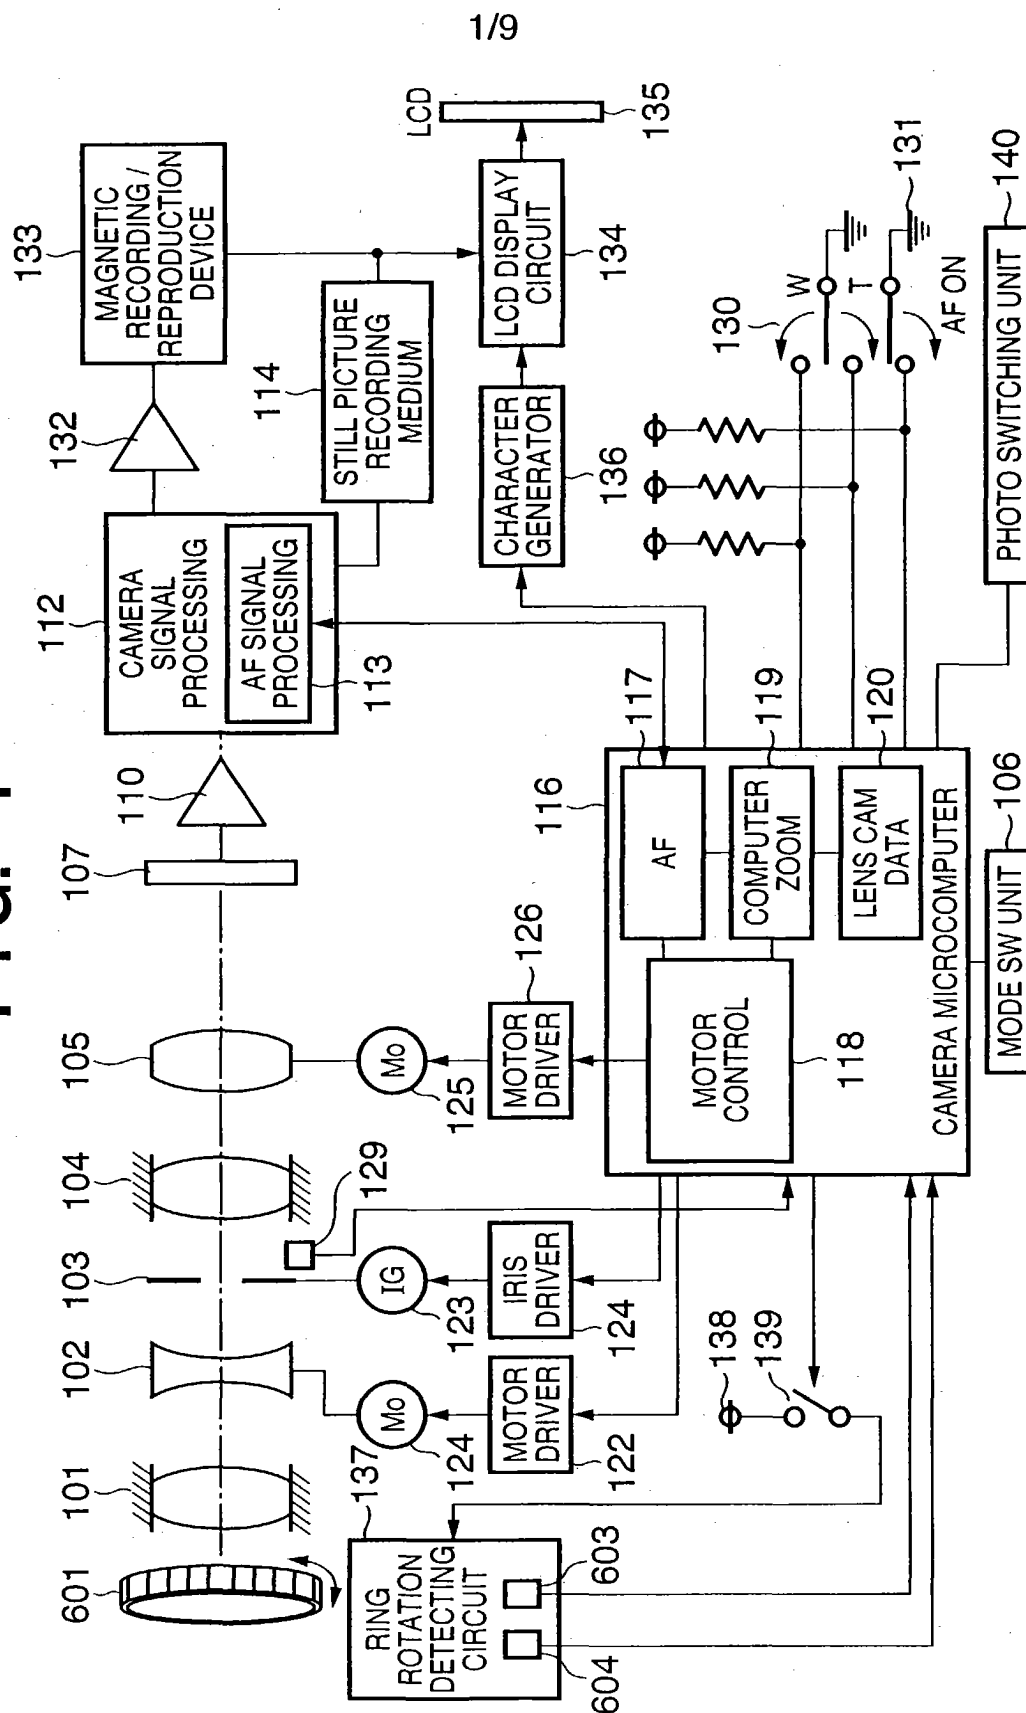 1/9
FIG. 1
601
101
102
103
104
105
107
110
112
CAMERA
SIGNAL
PROCESSING
AF SIGNAL
PROCESSING
113
132
133
MAGNETIC
RECORDING /
REPRODUCTION
DEVICE
114
STILL PICTURE
RECORDING
MEDIUM
LCD
135
LCD DISPLAY
CIRCUIT
134
CHARACTER
GENERATOR
136
129
Mo
124
IG
123
Mo
125
MOTOR
DRIVER
122
IRIS
DRIVER
124
MOTOR
DRIVER
126
137
RING
ROTATION
DETECTING
CIRCUIT
603
604
138
139
116
AF
117
COMPUTER
ZOOM
119
LENS CAM
DATA
120
MOTOR
CONTROL
118
CAMERA MICROCOMPUTER
MODE SW UNIT
106
130
W
T
131
AF ON
PHOTO SWITCHING UNIT
140